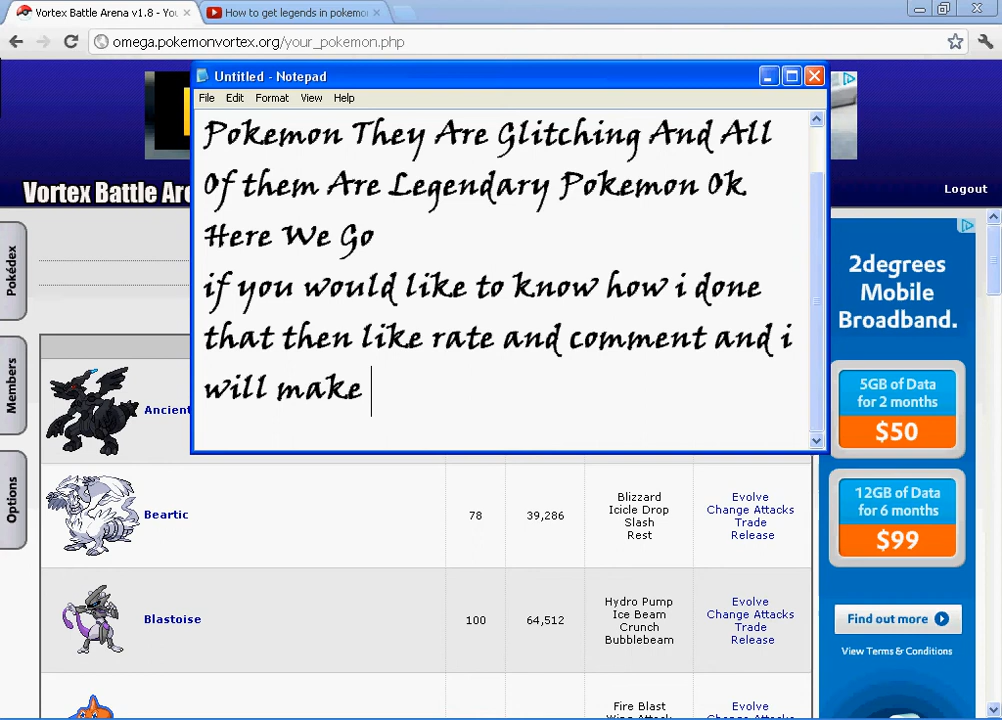 Vortex Battle Arena v1.8 - You
How to get legends in pokemo
omega.pokemonvortex.org/your_pokemon.php
Untitled - Notepad
File Edit Format View Help
Pokemon They Are Glitching And All
Of them Are Legendary Pokemon Ok
Here We Go
if you would like to know how i done
that then like rate and comment and i
will make
Vortex Battle Are
Logout
Pokédex
Members
Options
Ancient
Beartic
78
39,286
Blizzard
Icicle Drop
Slash
Rest
Evolve
Change Attacks
Trade
Release
Blastoise
100
64,512
Hydro Pump
Ice Beam
Crunch
Bubblebeam
Evolve
Change Attacks
Trade
Release
Fire Blast
Wing Attack
Evolve
Change Attacks
2degrees
Mobile
Broadband.
5GB of Data
for 2 months
$50
12GB of Data
for 6 months
$99
Find out more
View Terms & Conditions